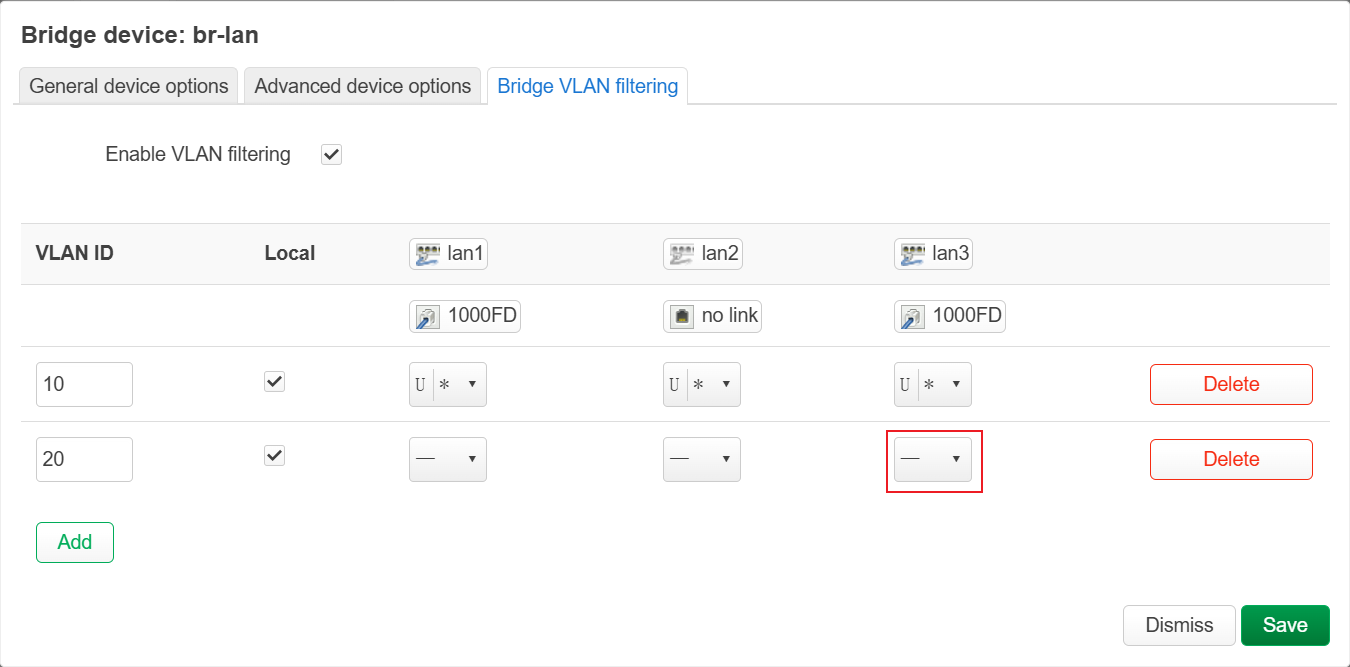 Bridge device: br-lan
General device options Advanced device options Bridge VLAN filtering
Enable VLAN filtering
VLAN ID Local lan1 lan2 lan3
1000FD no link 1000FD
10 U * U * U * Delete
20 — — — Delete
Add
Dismiss Save